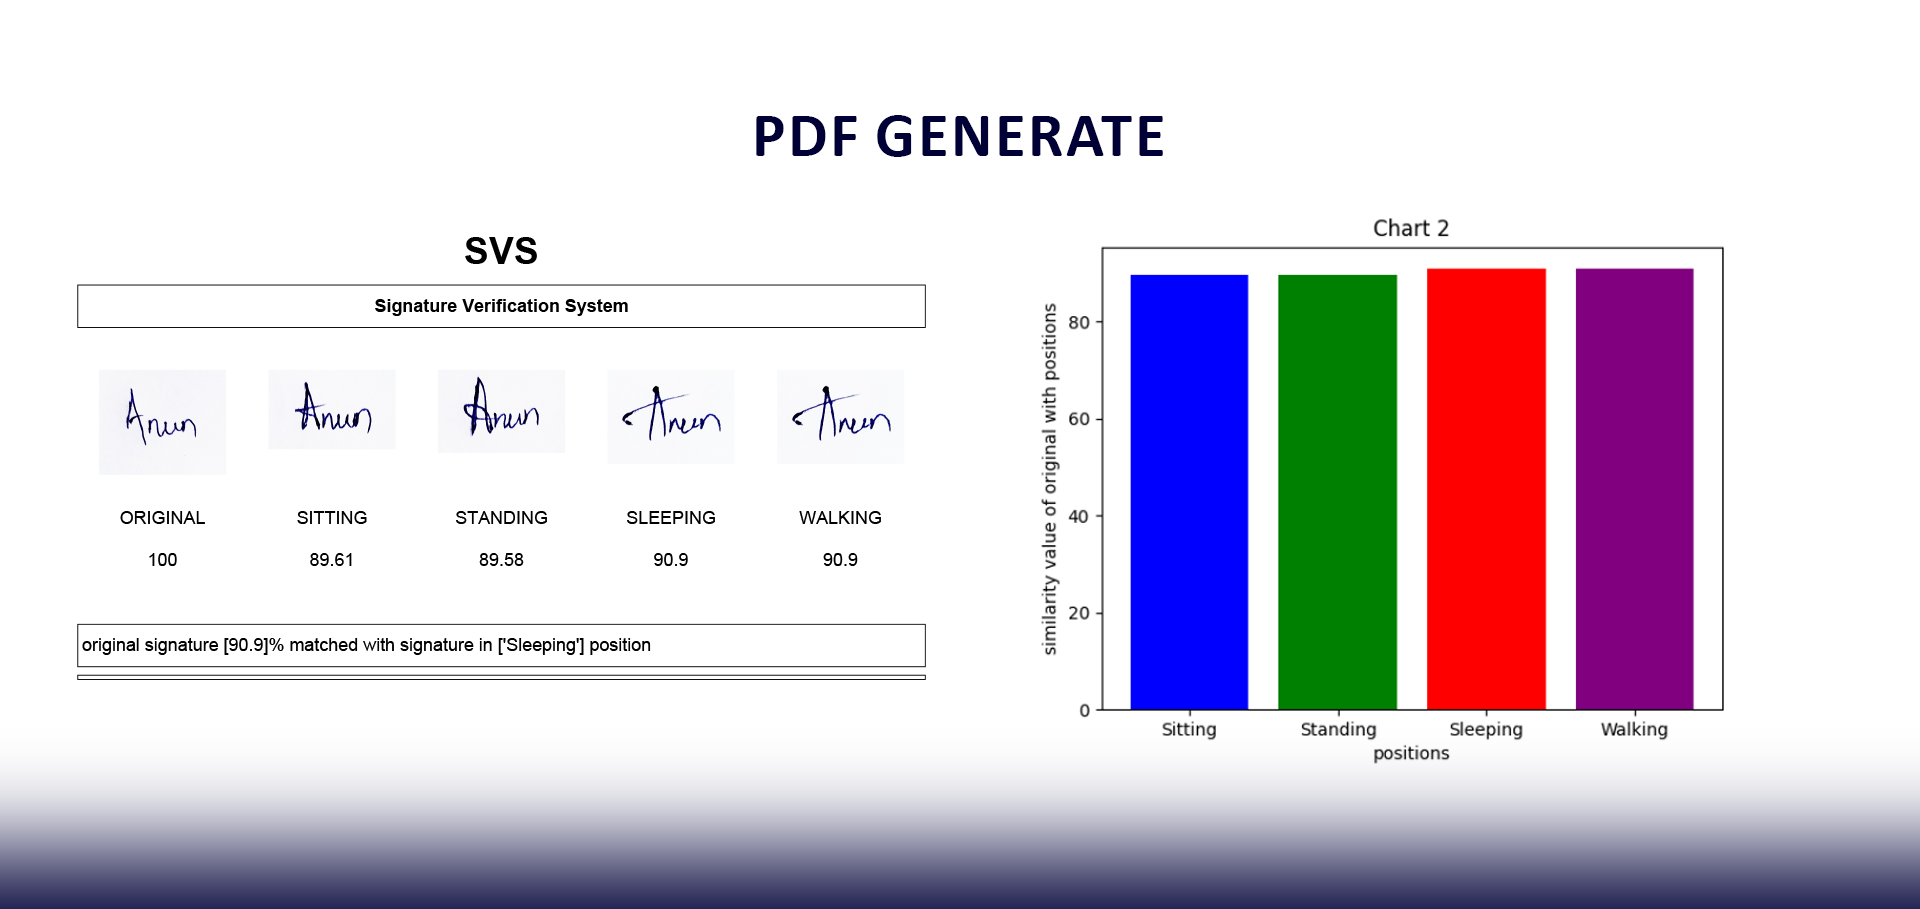 PDF GENERATE
SVS
Signature Verification System
Arun Arun Arun Arun Arun
ORIGINAL SITTING STANDING SLEEPING WALKING
100 89.61 89.58 90.9 90.9
original signature [90.9]% matched with signature in ['Sleeping'] position
Chart 2
similarity value of original with positions
80
60
40
20
0
Sitting Standing Sleeping Walking
positions